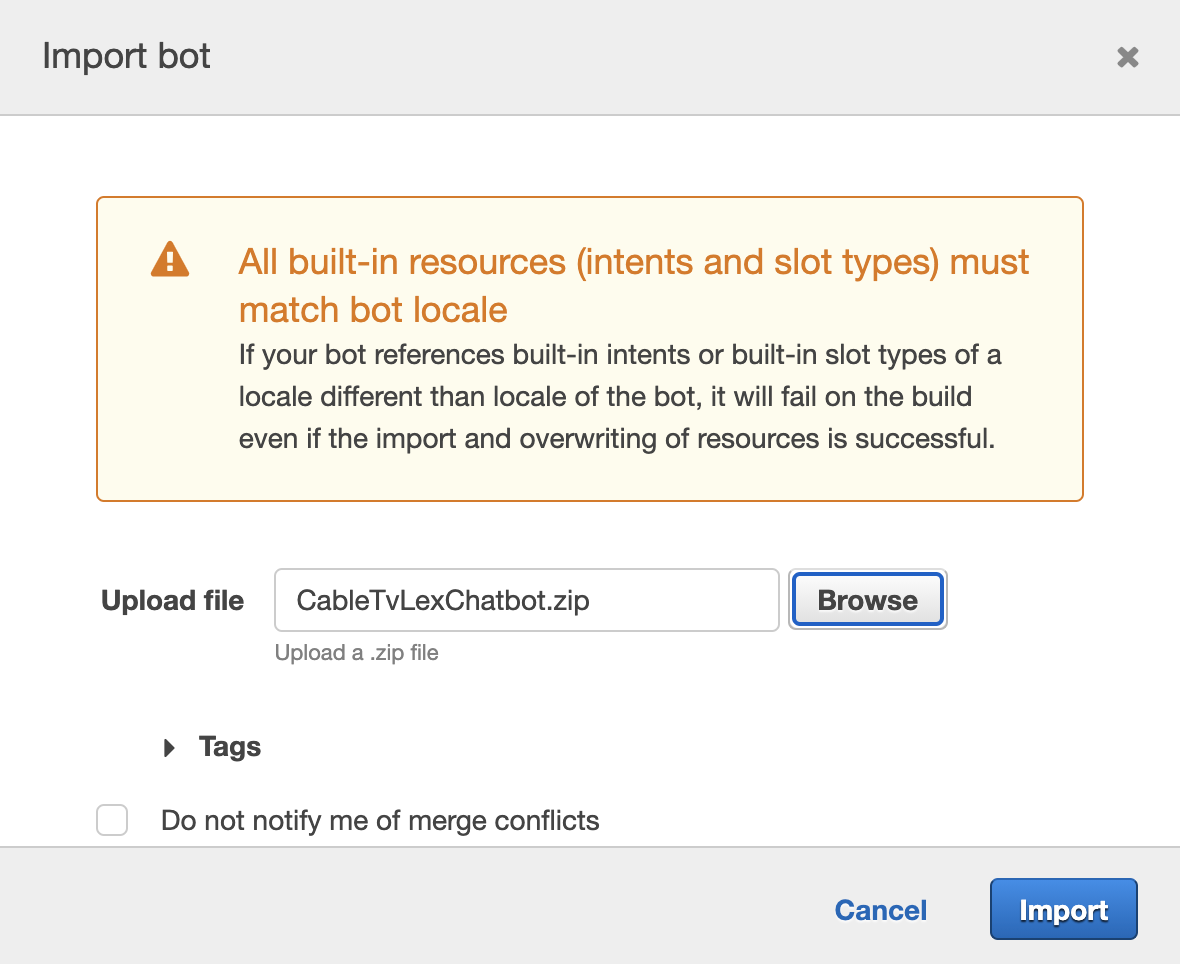 Import bot
All built-in resources (intents and slot types) must
match bot locale
If your bot references built-in intents or built-in slot types of a
locale different than locale of the bot, it will fail on the build
even if the import and overwriting of resources is successful.
Upload file CableTvLexChatbot.zip Browse
Upload a .zip file
Tags
Do not notify me of merge conflicts
Cancel Import